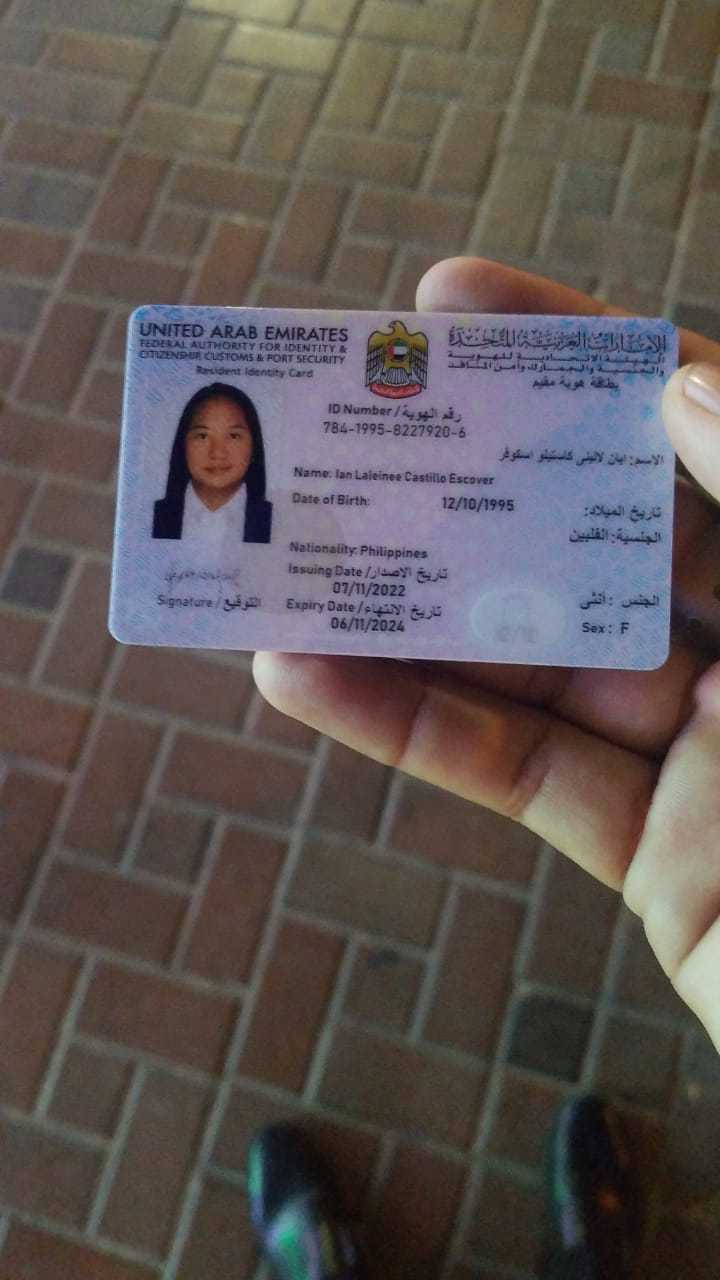 UNITED ARAB EMIRATES
FEDERAL AUTHORITY FOR IDENTITY &
CITIZENSHIP CUSTOMS & PORT SECURITY
Resident Identity Card
الإمارات العربية المتحدة
الهيئة الاتحادية للهوية
والجنسية والجمارك وأمن المنافذ
بطاقة هوية مقيم
ID Number / رقم الهوية
784-1995-8227920-6
الاسم: ايان لالينى كاستيلو اسكوفر
Name: Ian Laleinee Castillo Escover
Date of Birth: 12/10/1995 تاريخ الميلاد:
الجنسية: الفلبين
Nationality: Philippines
Issuing Date / تاريخ الاصدار
07/11/2022
Expiry Date / تاريخ الانتهاء
06/11/2024
الجنس : أنثى
Sex : F
Signature / التوقيع